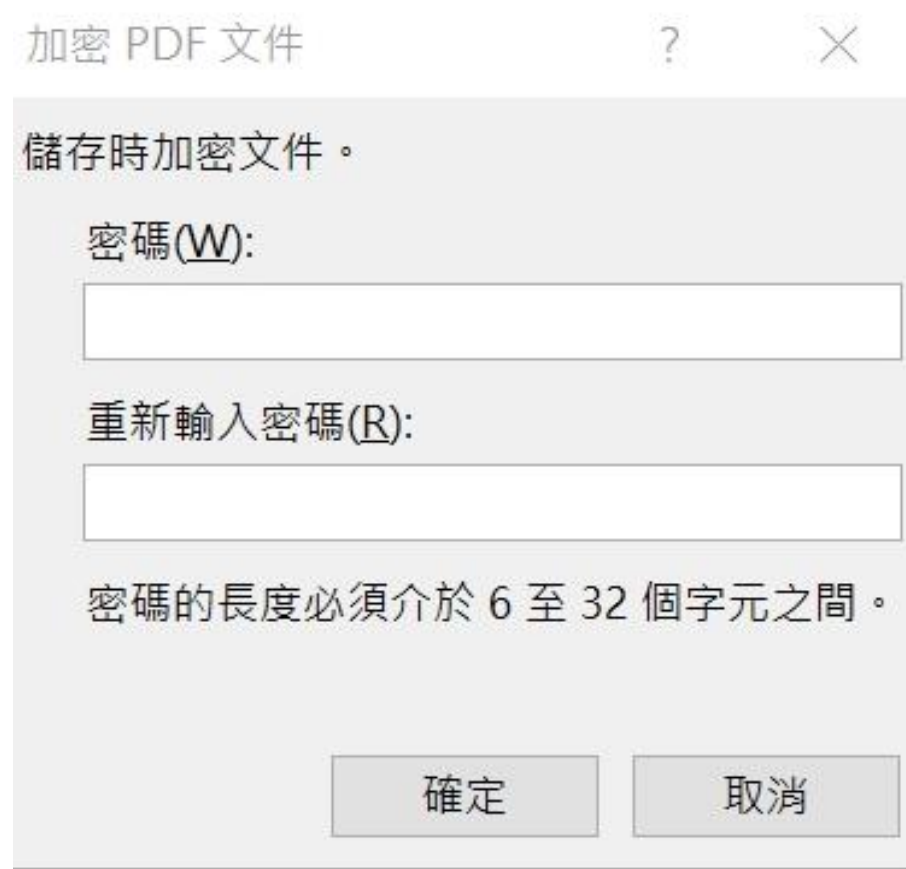 加密 PDF 文件 ?
儲存時加密文件。
密碼(W):
重新輸入密碼(R):
密碼的長度必須介於 6 至 32 個字元之間。
確定 取消